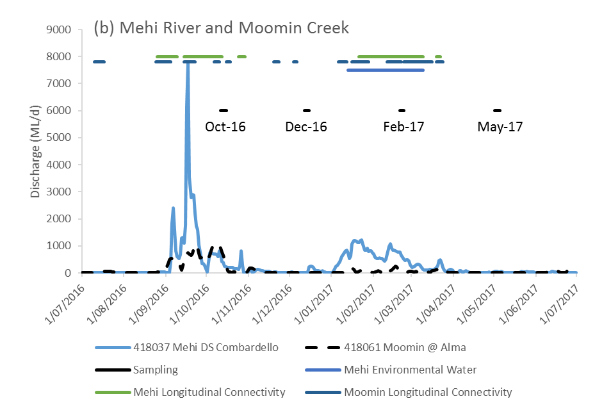 (b) Mehi River and Moomin Creek
9000
8000
7000
6000
5000
4000
3000
2000
1000
0
Discharge (ML/d)
Oct-16 Dec-16 Feb-17 May-17
1/07/2016 1/08/2016 1/09/2016 1/10/2016 1/11/2016 1/12/2016 1/01/2017 1/02/2017 1/03/2017 1/04/2017 1/05/2017 1/06/2017 1/07/2017
418037 Mehi DS Combardello 418061 Moomin @ Alma
Sampling Mehi Environmental Water
Mehi Longitudinal Connectivity Moomin Longitudinal Connectivity